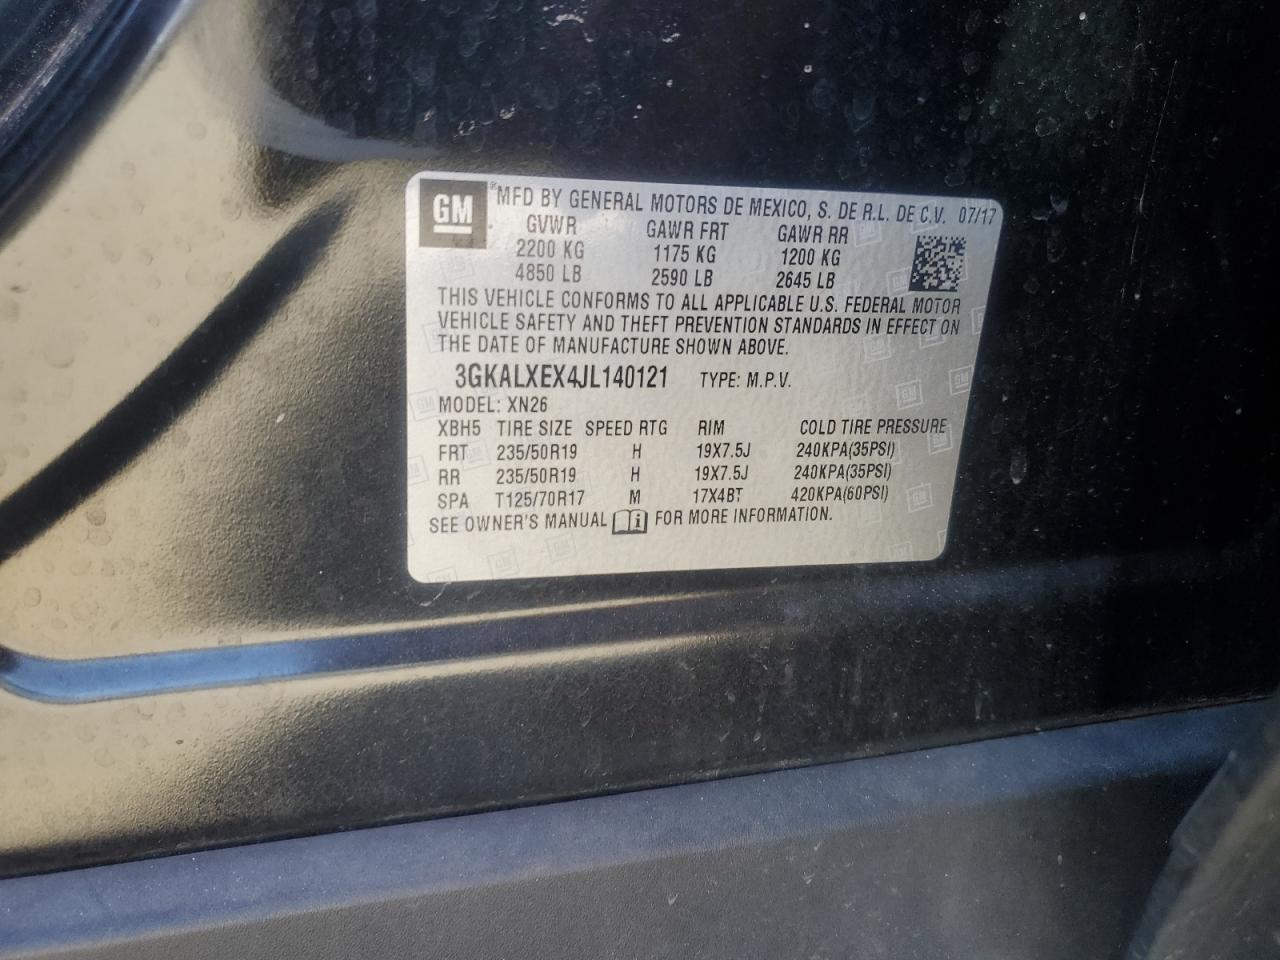 GM ® MFD BY GENERAL MOTORS DE MEXICO, S. DE R.L. DE C.V. 07/17
GVWR GAWR FRT GAWR RR
2200 KG 1175 KG 1200 KG
4850 LB 2590 LB 2645 LB
THIS VEHICLE CONFORMS TO ALL APPLICABLE U.S. FEDERAL MOTOR
VEHICLE SAFETY AND THEFT PREVENTION STANDARDS IN EFFECT ON
THE DATE OF MANUFACTURE SHOWN ABOVE.
3GKALXEX4JL140121 TYPE: M.P.V.
MODEL: XN26
XBH5 TIRE SIZE SPEED RTG RIM COLD TIRE PRESSURE
FRT 235/50R19 H 19X7.5J 240KPA(35PSI)
RR 235/50R19 H 19X7.5J 240KPA(35PSI)
SPA T125/70R17 M 17X4BT 420KPA(60PSI)
SEE OWNER'S MANUAL FOR MORE INFORMATION.